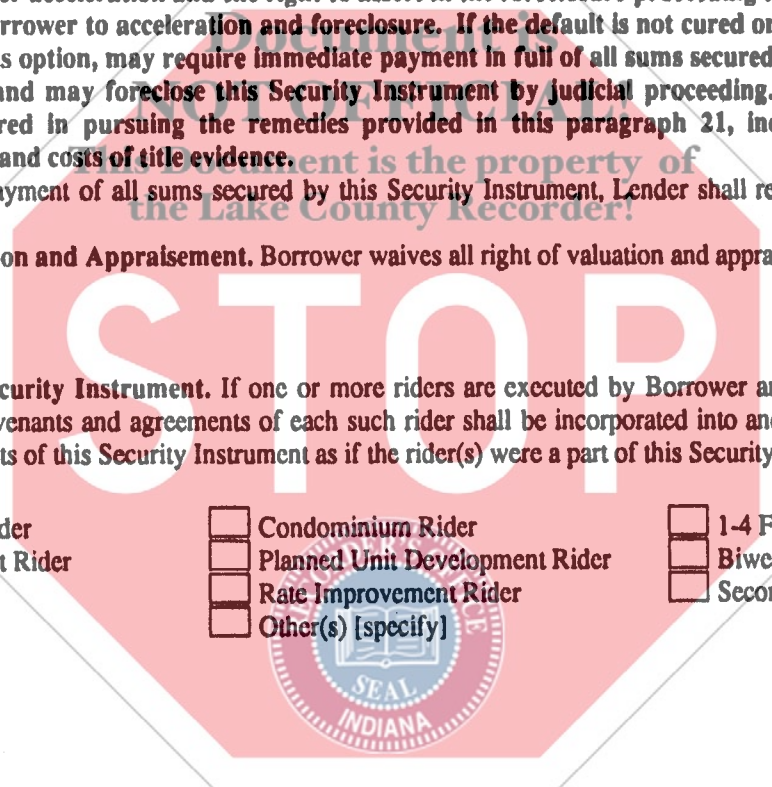 rrower to acceleration and foreclosure. If the default is not cured or
Document is
s option, may require immediate payment in full of all sums secured
NOT OFFICIAL!
and may foreclose this Security Instrument by judicial proceeding.
red in pursuing the remedies provided in this paragraph 21, inc
and costs of title evidence.
This Document is the property of
ayment of all sums secured by this Security Instrument, Lender shall re
the Lake County Recorder!
on and Appraisement. Borrower waives all right of valuation and appra
STOP
curity Instrument. If one or more riders are executed by Borrower an
venants and agreements of each such rider shall be incorporated into and
ts of this Security Instrument as if the rider(s) were a part of this Security
der
Condominium Rider
1-4 F
t Rider
Planned Unit Development Rider
Biwe
Rate Improvement Rider
Secon
Other(s) [specify]
RECORDER'S OFFICE
SEAL
INDIANA